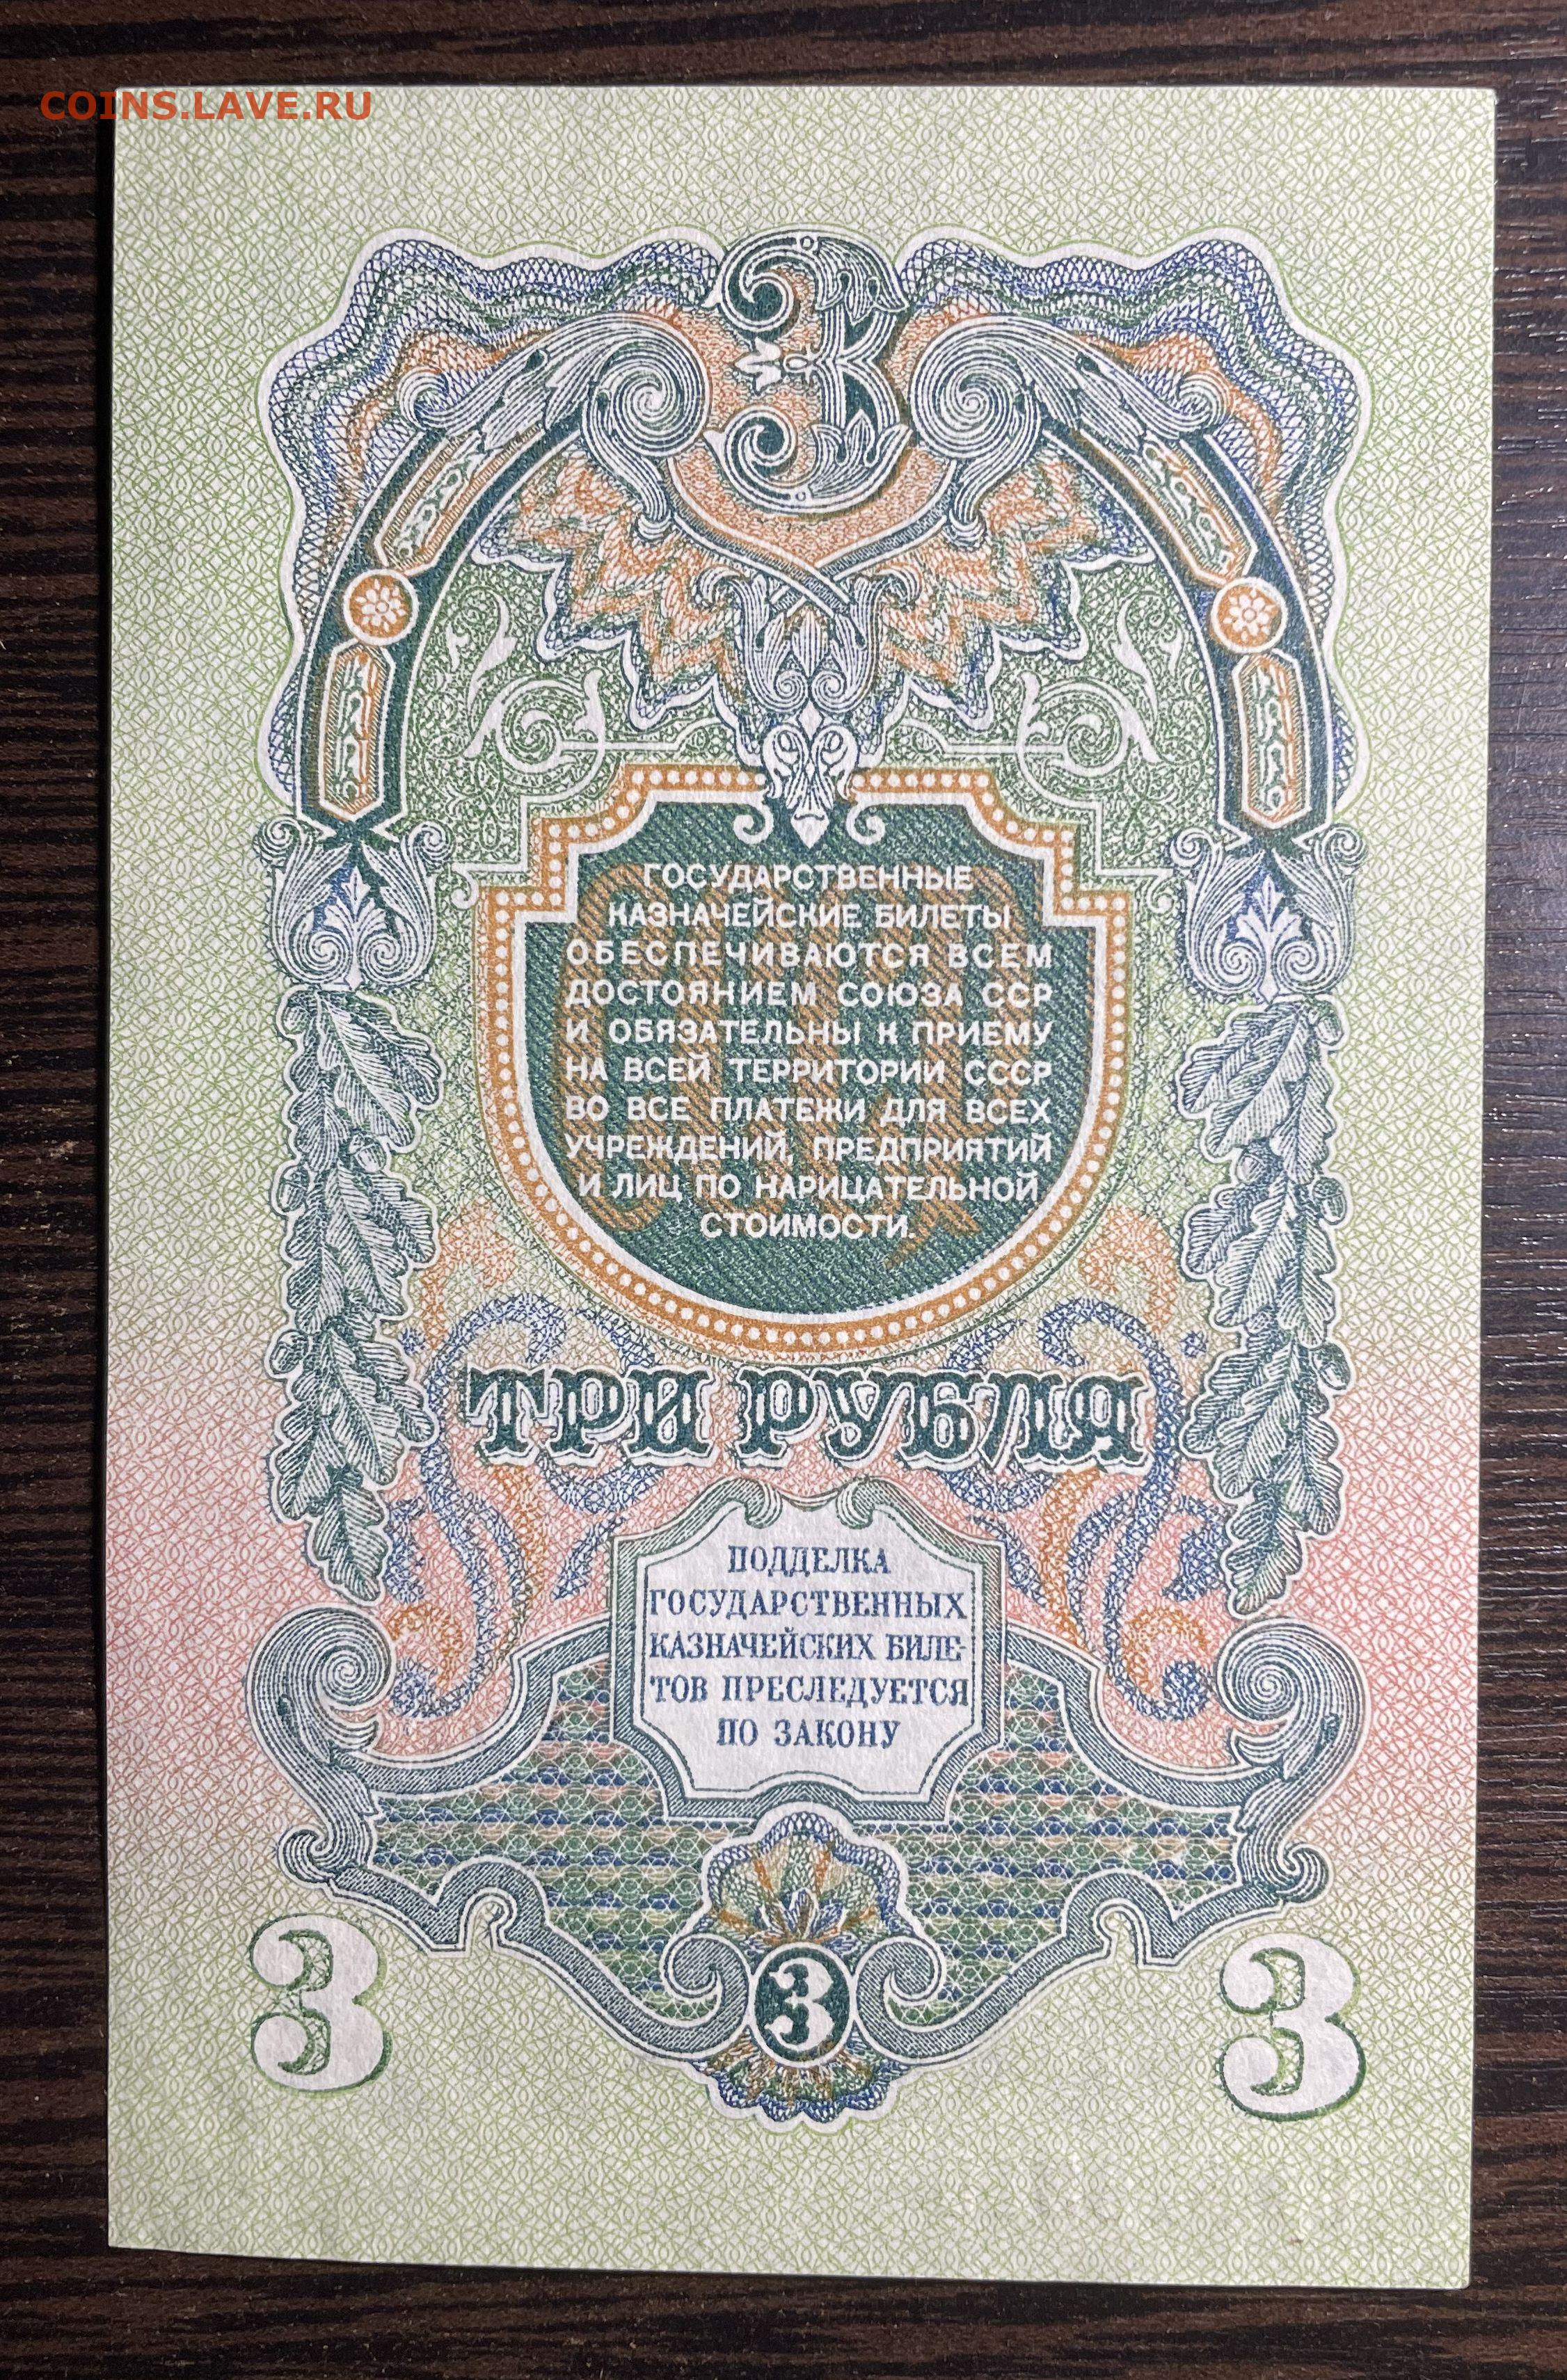 COINS.LAVE.RU
3
ГОСУДАРСТВЕННЫЕ
КАЗНАЧЕЙСКИЕ БИЛЕТЫ
ОБЕСПЕЧИВАЮТСЯ ВСЕМ
ДОСТОЯНИЕМ СОЮЗА ССР
И ОБЯЗАТЕЛЬНЫ К ПРИЕМУ
НА ВСЕЙ ТЕРРИТОРИИ СССР
ВО ВСЕ ПЛАТЕЖИ ДЛЯ ВСЕХ
УЧРЕЖДЕНИЙ, ПРЕДПРИЯТИЙ
И ЛИЦ ПО НАРИЦАТЕЛЬНОЙ
СТОИМОСТИ.
ТРИ РУБЛЯ
ПОДДЕЛКА
ГОСУДАРСТВЕННЫХ
КАЗНАЧЕЙСКИХ БИЛЕ-
ТОВ ПРЕСЛЕДУЕТСЯ
ПО ЗАКОНУ
3 3 3